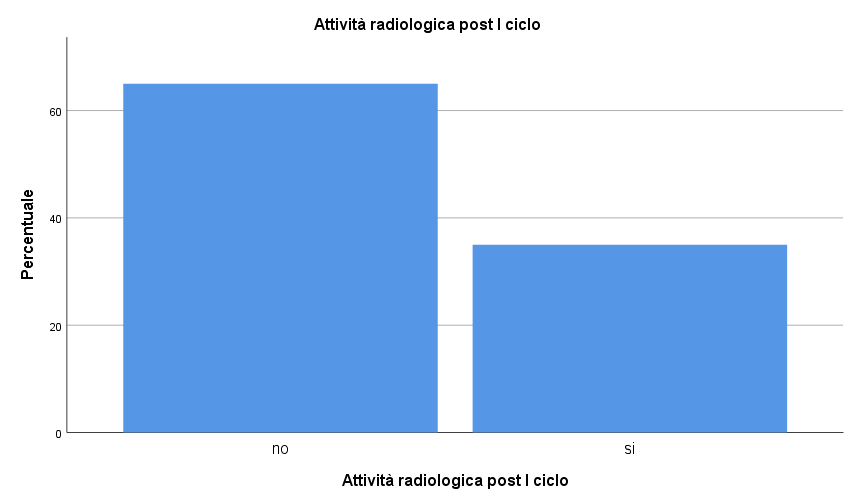 Attività radiologica post I ciclo
Percentuale
60
40
20
0
no
si
Attività radiologica post I ciclo